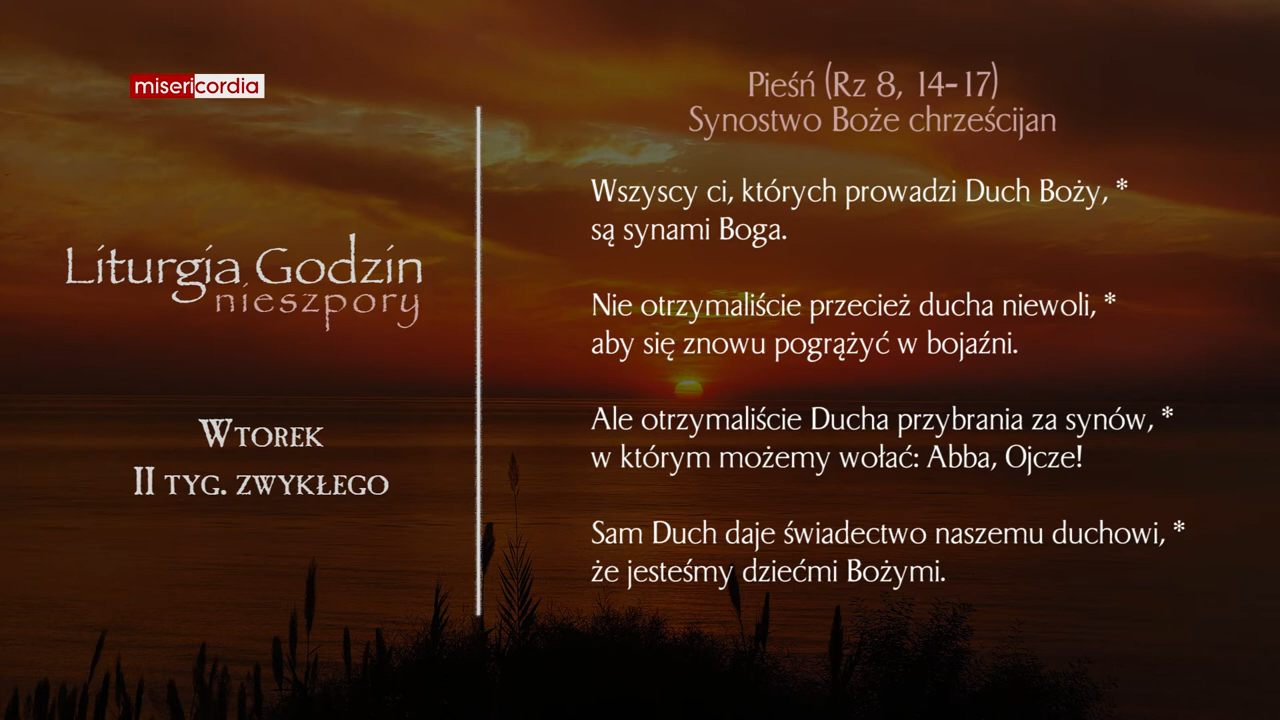 misericordia
Liturgia Godzin
nieszpory
Wtorek
II tyg. zwykłego
Pieśń (Rz 8, 14-17)
Synostwo Boże chrześcijan
Wszyscy ci, których prowadzi Duch Boży, *
są synami Boga.
Nie otrzymaliście przecież ducha niewoli, *
aby się znowu pogrążyć w bojaźni.
Ale otrzymaliście Ducha przybrania za synów, *
w którym możemy wołać: Abba, Ojcze!
Sam Duch daje świadectwo naszemu duchowi, *
że jesteśmy dziećmi Bożymi.